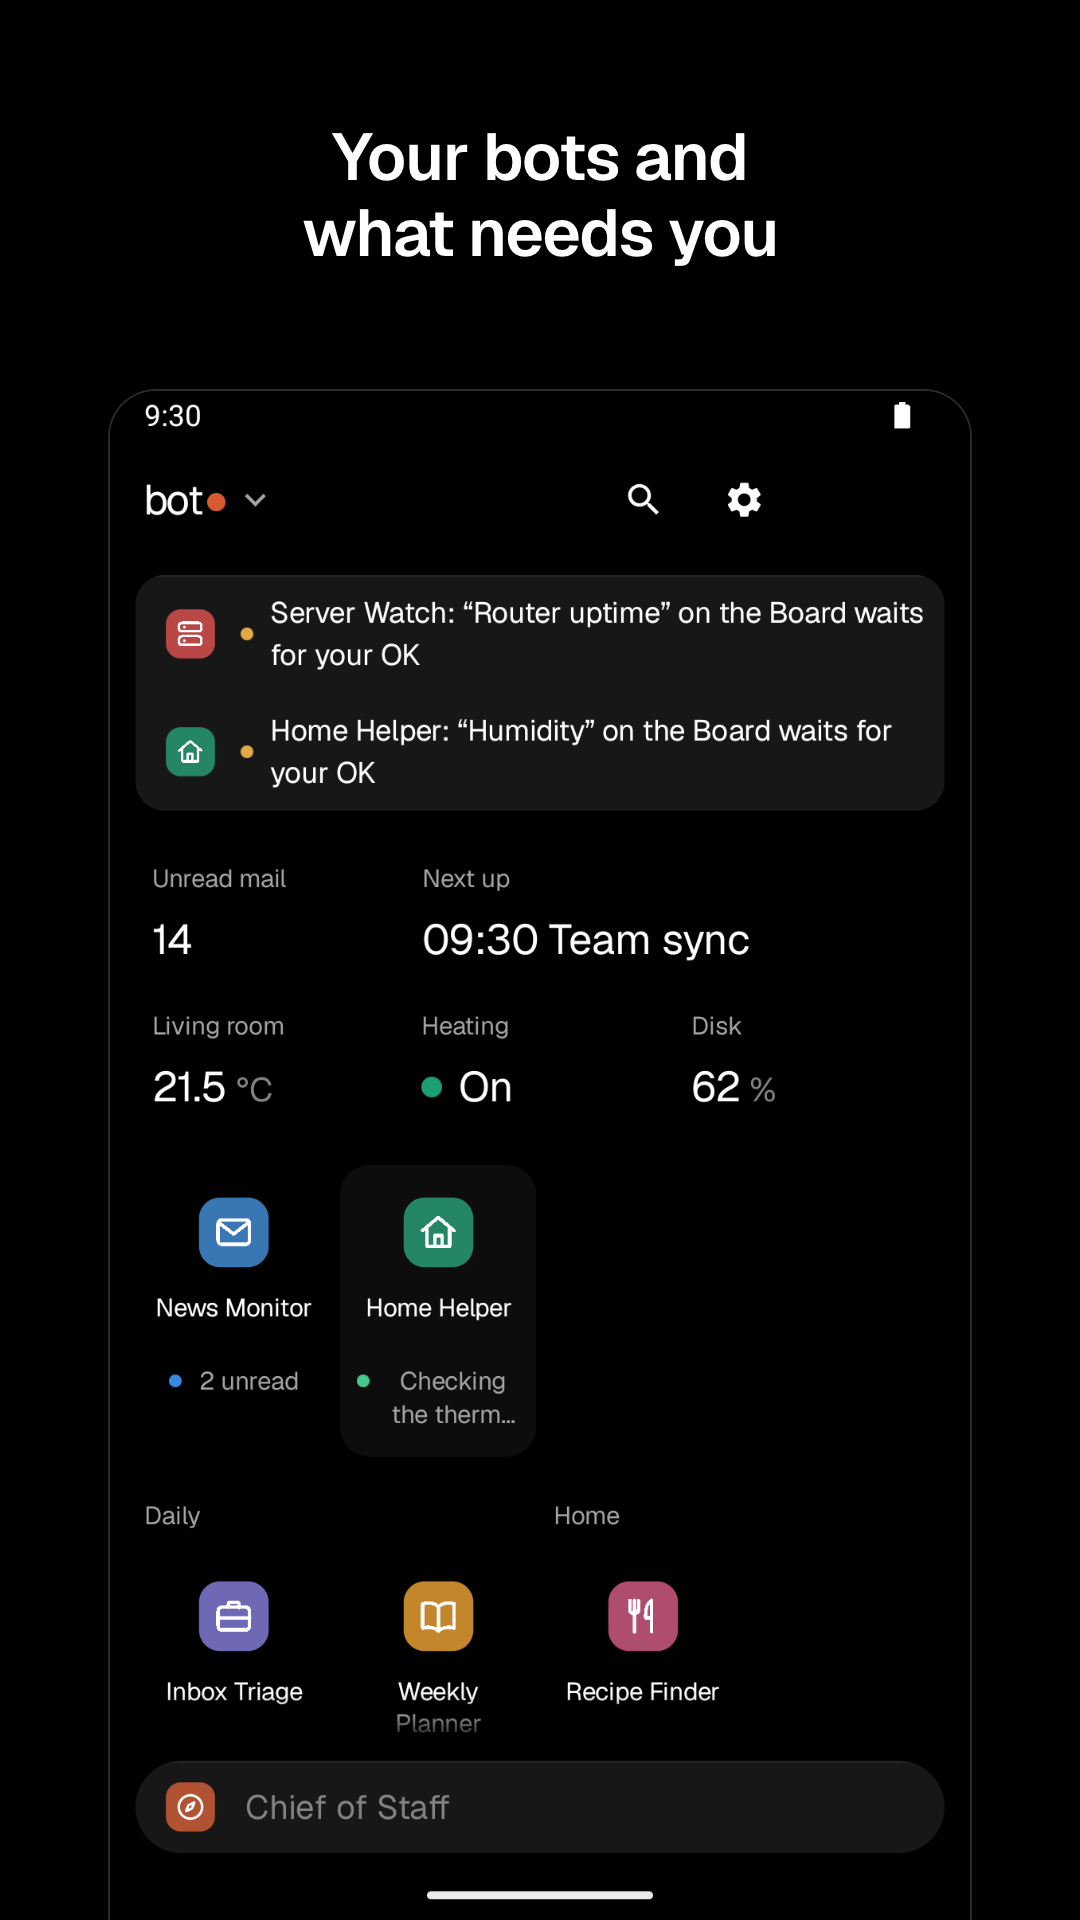 Your bots and
what needs you
9:30
bot
Server Watch: “Router uptime” on the Board waits
for your OK
Home Helper: “Humidity” on the Board waits for
your OK
Unread mail
Next up
14
09:30 Team sync
Living room
Heating
Disk
21.5 °C
On
62 %
News Monitor
Home Helper
2 unread
Checking
the therm...
Daily
Home
Inbox Triage
Weekly
Planner
Recipe Finder
Chief of Staff